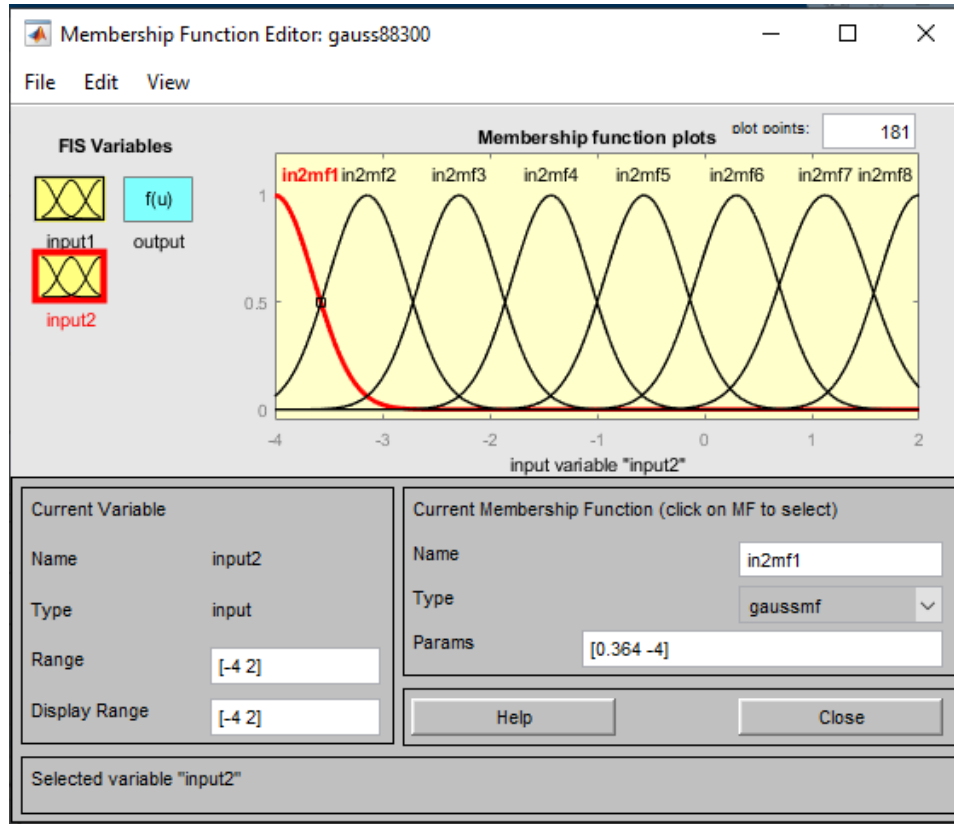 Membership Function Editor: gauss88300
File Edit View
FIS Variables
f(u)
input1 output
input2
Membership function plots
plot points: 181
in2mf1 in2mf2 in2mf3 in2mf4 in2mf5 in2mf6 in2mf7 in2mf8
1
0.5
0
-4 -3 -2 -1 0 1 2
input variable "input2"
Current Variable
Name input2
Type input
Range [-4 2]
Display Range [-4 2]
Current Membership Function (click on MF to select)
Name in2mf1
Type gaussmf
Params [0.364 -4]
Help Close
Selected variable "input2"